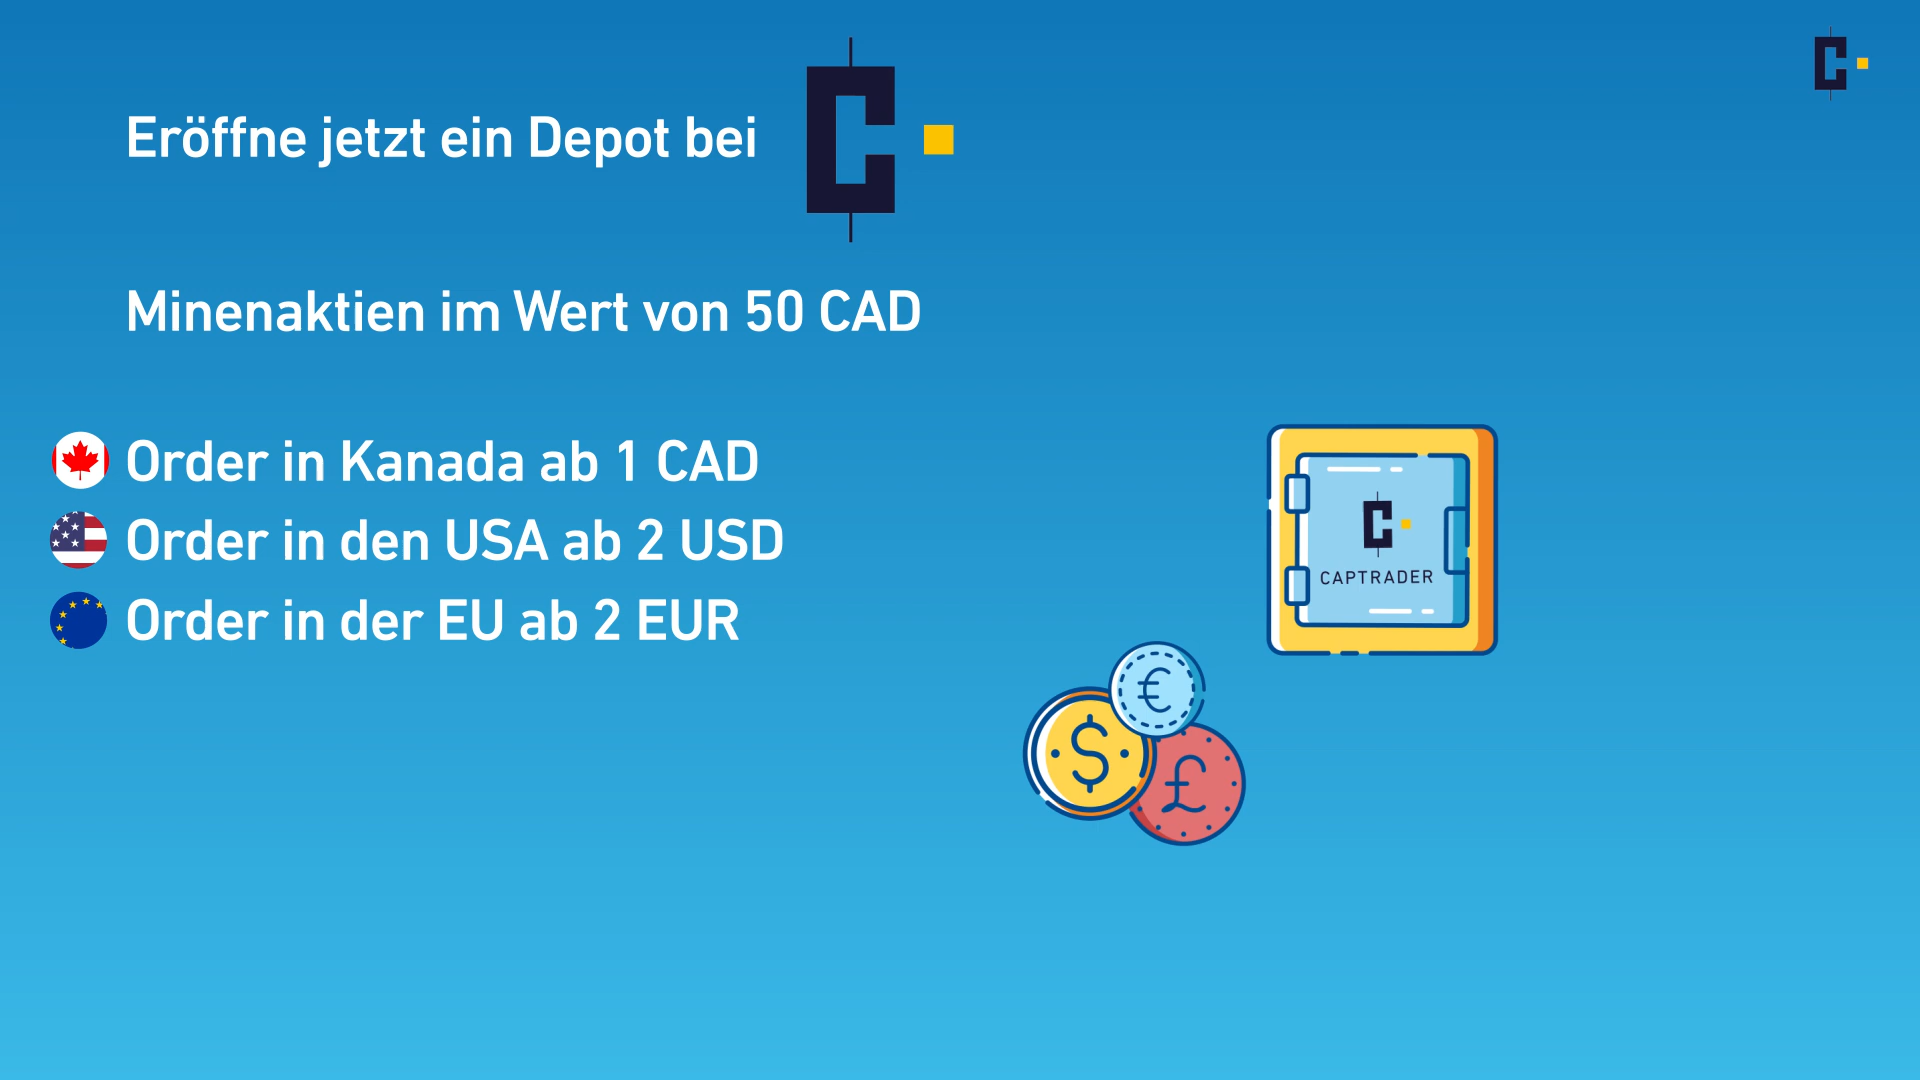 Eröffne jetzt ein Depot bei
Minenaktien im Wert von 50 CAD
Order in Kanada ab 1 CAD
Order in den USA ab 2 USD
Order in der EU ab 2 EUR
CAPTRADER
€
$
£